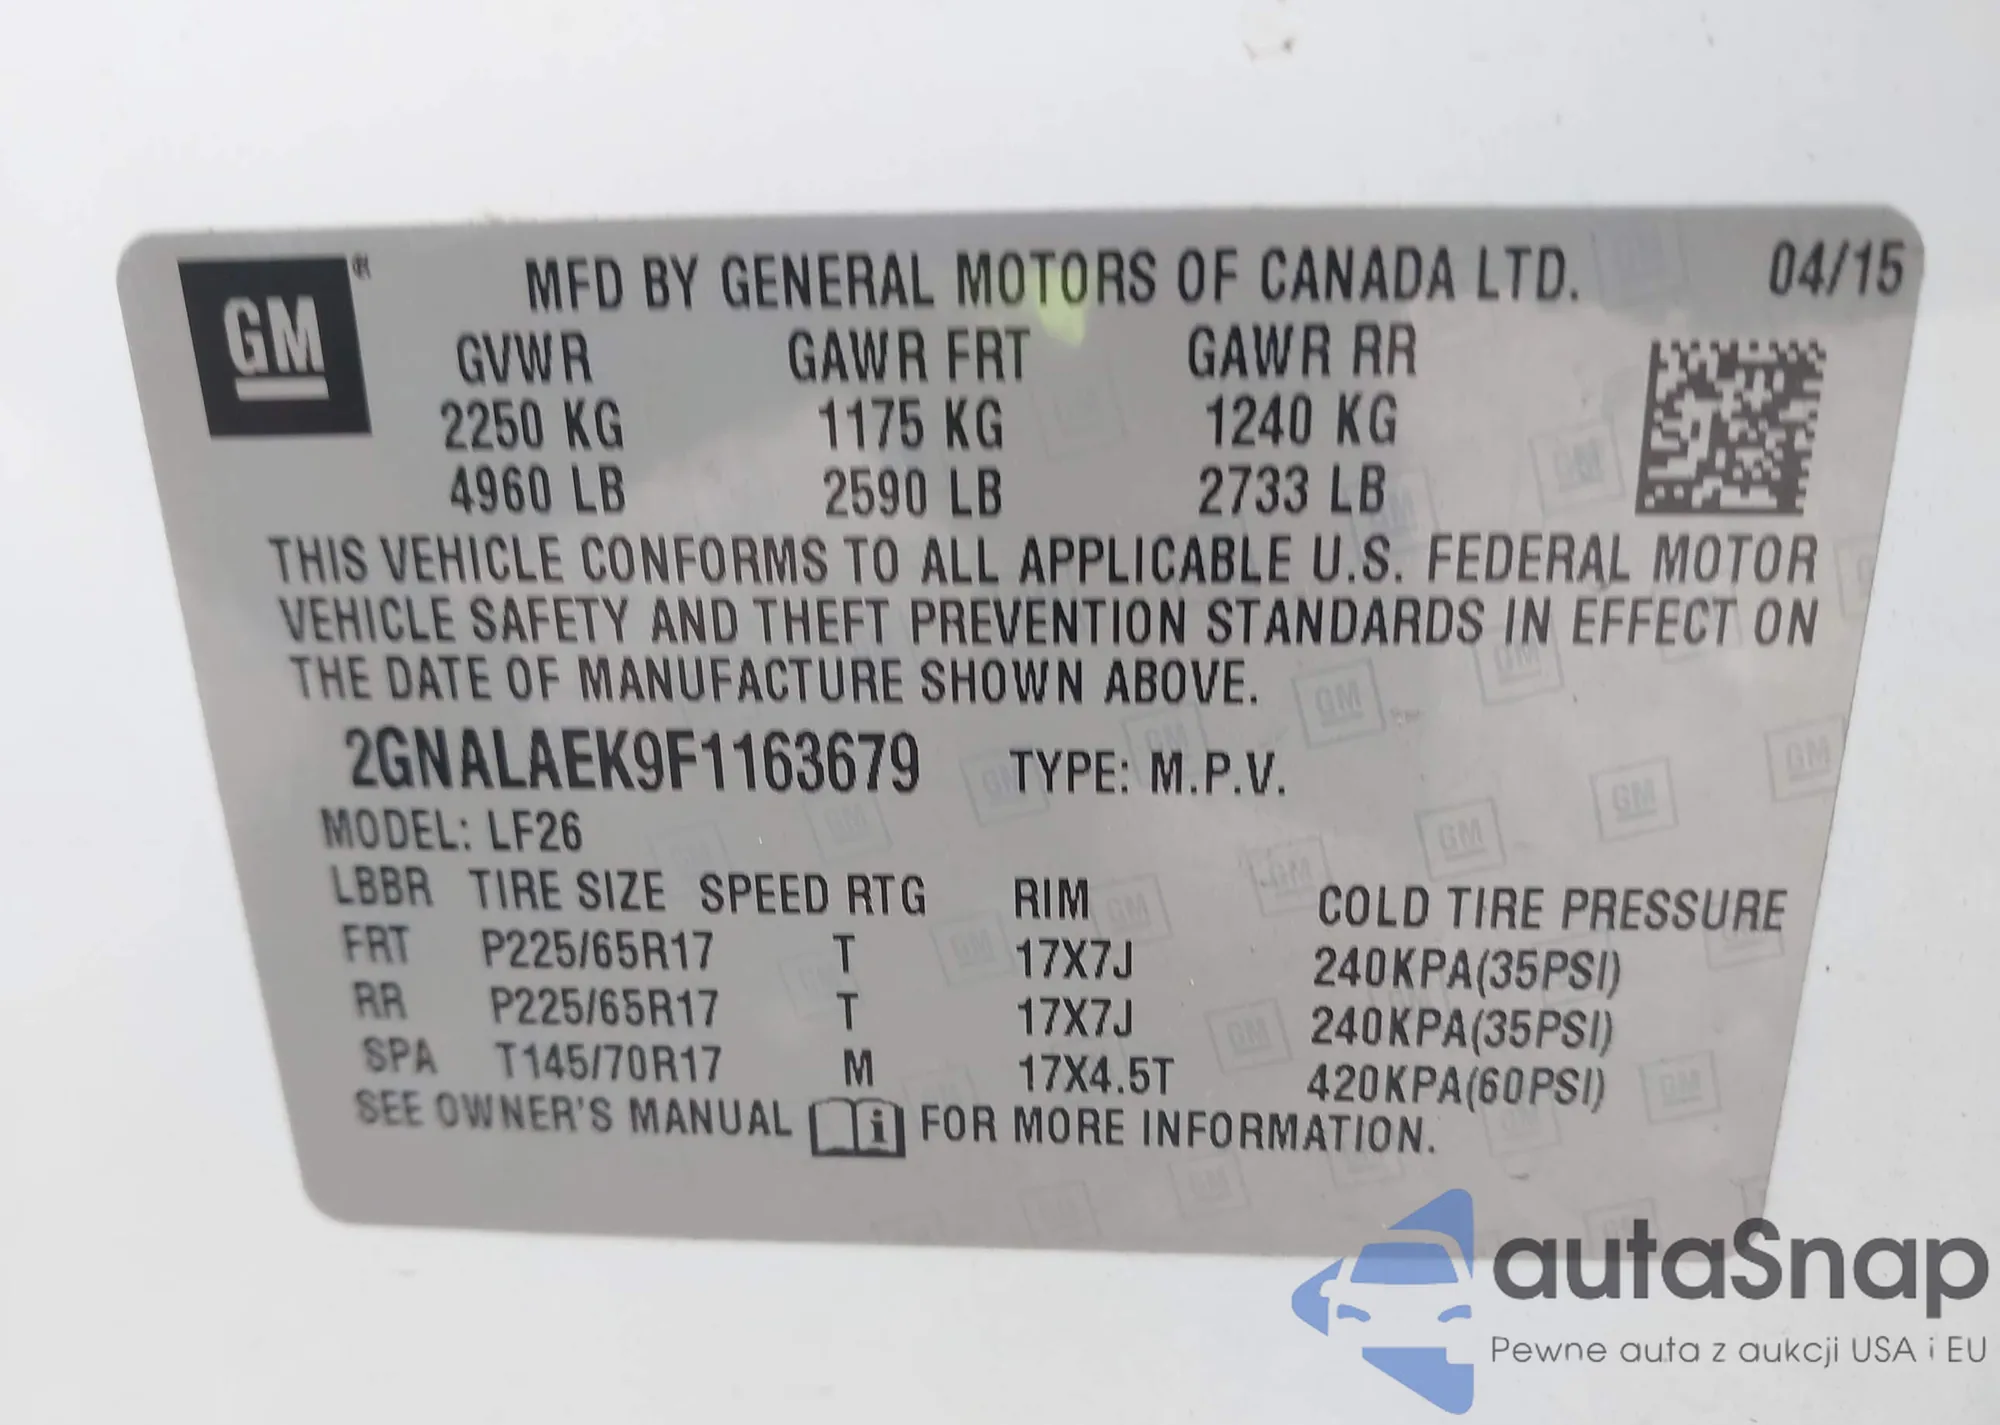 GM®
MFD BY GENERAL MOTORS OF CANADA LTD. 04/15
GVWR GAWR FRT GAWR RR
2250 KG 1175 KG 1240 KG
4960 LB 2590 LB 2733 LB
THIS VEHICLE CONFORMS TO ALL APPLICABLE U.S. FEDERAL MOTOR
VEHICLE SAFETY AND THEFT PREVENTION STANDARDS IN EFFECT ON
THE DATE OF MANUFACTURE SHOWN ABOVE.
2GNALAEK9F1163679 TYPE: M.P.V.
MODEL: LF26
LBBR TIRE SIZE SPEED RTG RIM COLD TIRE PRESSURE
FRT P225/65R17 T 17X7J 240KPA(35PSI)
RR P225/65R17 T 17X7J 240KPA(35PSI)
SPA T145/70R17 M 17X4.5T 420KPA(60PSI)
SEE OWNER'S MANUAL i FOR MORE INFORMATION.
autaSnap
Pewne auta z aukcji USA i EU